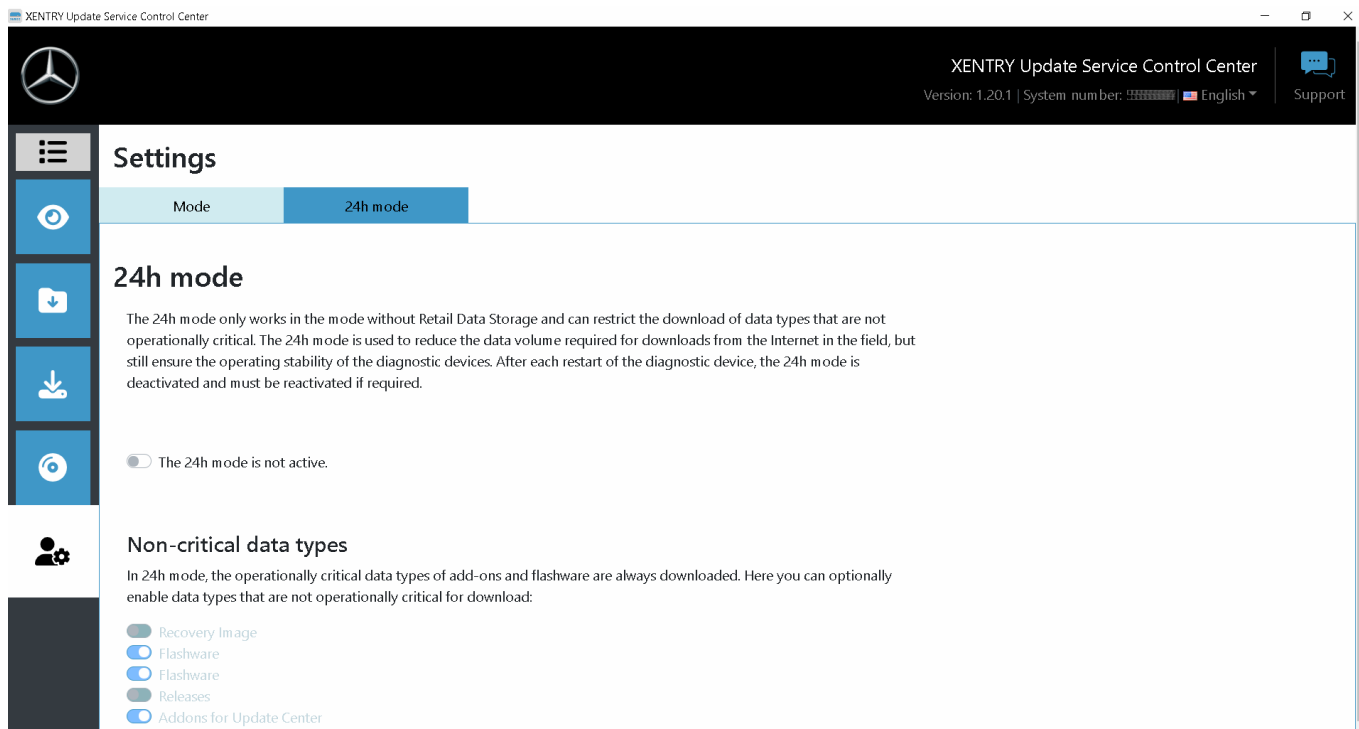 XENTRY Update Service Control Center
XENTRY Update Service Control Center
Version: 1.20.1 | System number: | English
Support
Settings
Mode
24h mode
24h mode
The 24h mode only works in the mode without Retail Data Storage and can restrict the download of data types that are not
operationally critical. The 24h mode is used to reduce the data volume required for downloads from the Internet in the field, but
still ensure the operating stability of the diagnostic devices. After each restart of the diagnostic device, the 24h mode is
deactivated and must be reactivated if required.
The 24h mode is not active.
Non-critical data types
In 24h mode, the operationally critical data types of add-ons and flashware are always downloaded. Here you can optionally
enable data types that are not operationally critical for download:
Recovery Image
Flashware
Flashware
Releases
Addons for Update Center